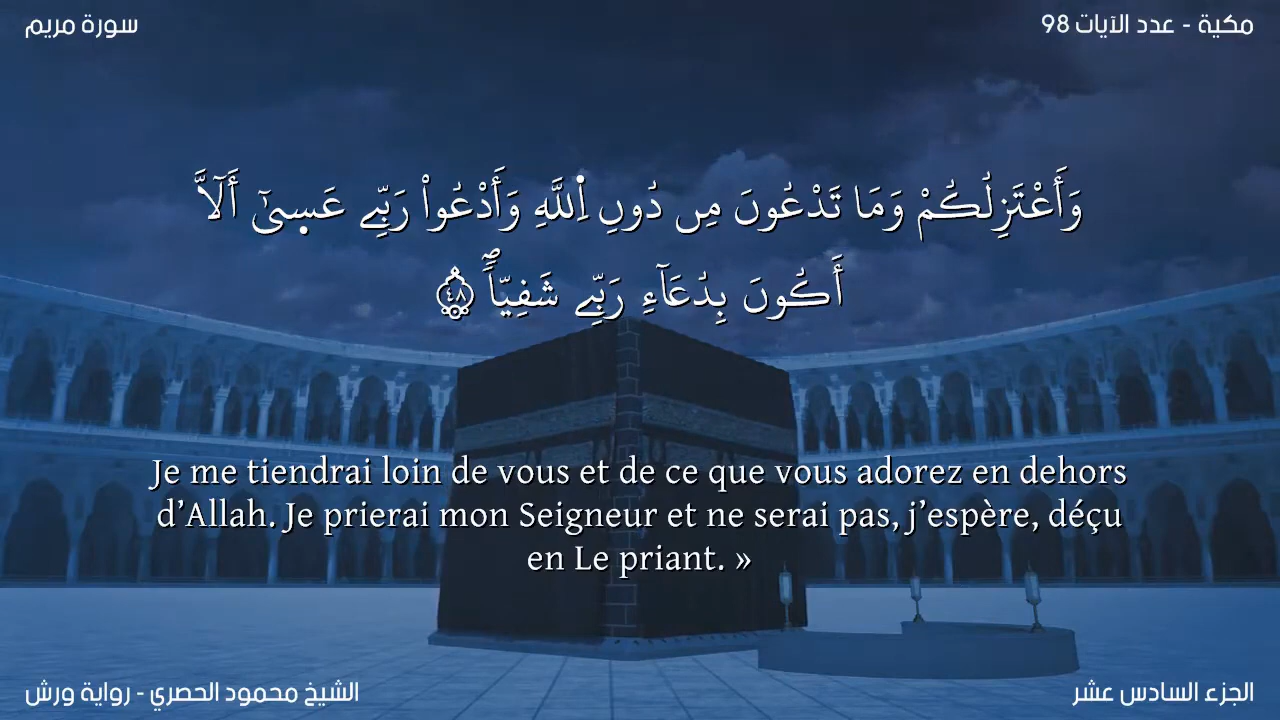 سورة مريم
مكية - عدد الآيات 98
وَأَعْتَزِلُكُمْ وَمَا تَدْعُونَ مِن دُونِ اِ۬للَّهِ وَأَدْعُواْ رَبِّے عَس۪يٰٓ أَلَّآ
أَكُونَ بِدُعَآءِ رَبِّے شَقِيّاٗۖ ٤٨
Je me tiendrai loin de vous et de ce que vous adorez en dehors
d’Allah. Je prierai mon Seigneur et ne serai pas, j’espère, déçu
en Le priant. »
الشيخ محمود الحصري - رواية ورش
الجزء السادس عشر